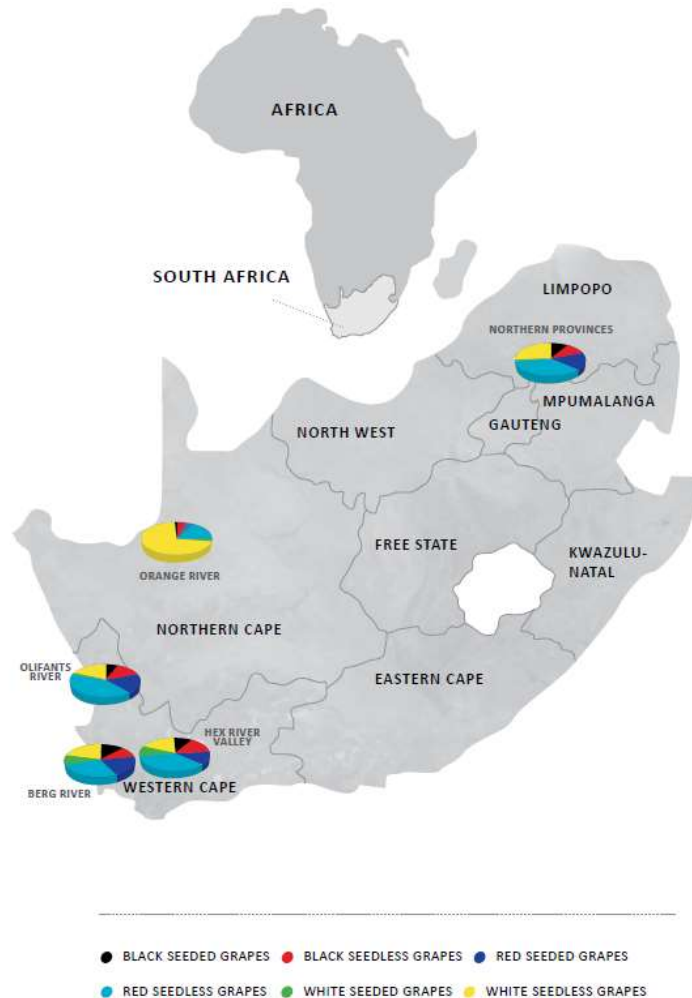 AFRICA
SOUTH AFRICA
LIMPOPO
NORTHERN PROVINCES
MPUMALANGA
GAUTENG
NORTH WEST
FREE STATE
KWAZULU-
NATAL
ORANGE RIVER
NORTHERN CAPE
EASTERN CAPE
OLIFANTS
RIVER
HEX RIVER
VALLEY
BERG RIVER
WESTERN CAPE
BLACK SEEDED GRAPES
BLACK SEEDLESS GRAPES
RED SEEDED GRAPES
RED SEEDLESS GRAPES
WHITE SEEDED GRAPES
WHITE SEEDLESS GRAPES